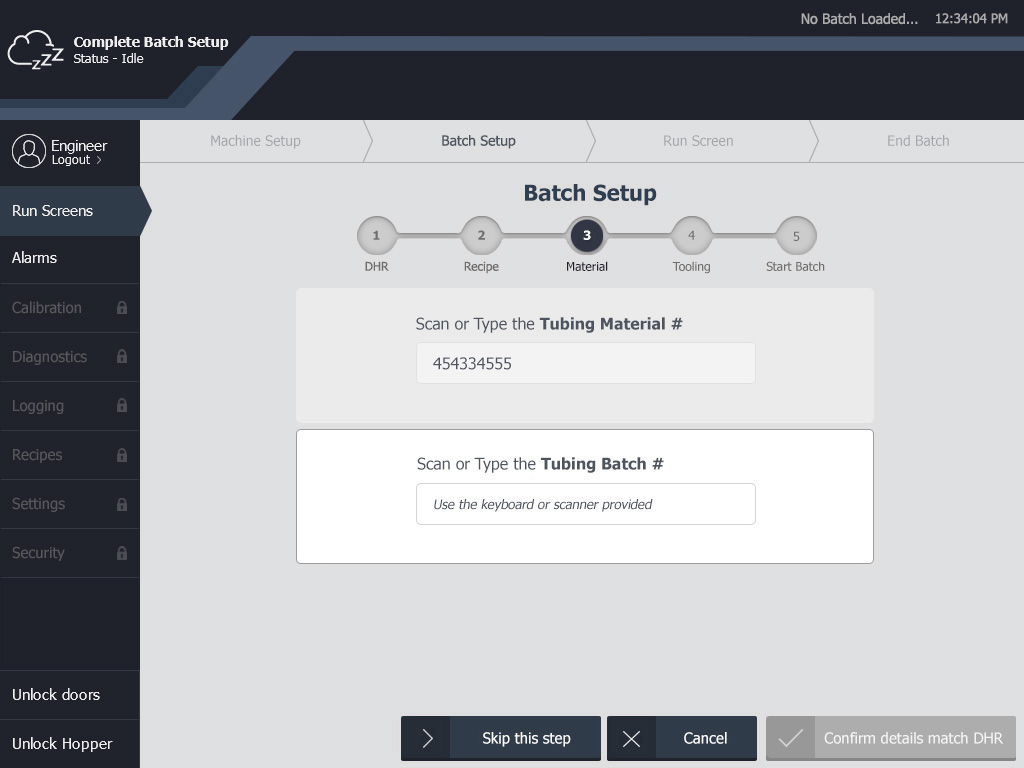 No Batch Loaded... 12:34:04 PM
Complete Batch Setup
Status - Idle
Engineer
Logout >
Machine Setup
Batch Setup
Run Screen
End Batch
Run Screens
Alarms
Calibration
Diagnostics
Logging
Recipes
Settings
Security
Unlock doors
Unlock Hopper
Batch Setup
1 2 3 4 5
DHR Recipe Material Tooling Start Batch
Scan or Type the Tubing Material #
454334555
Scan or Type the Tubing Batch #
Use the keyboard or scanner provided
Skip this step
Cancel
Confirm details match DHR